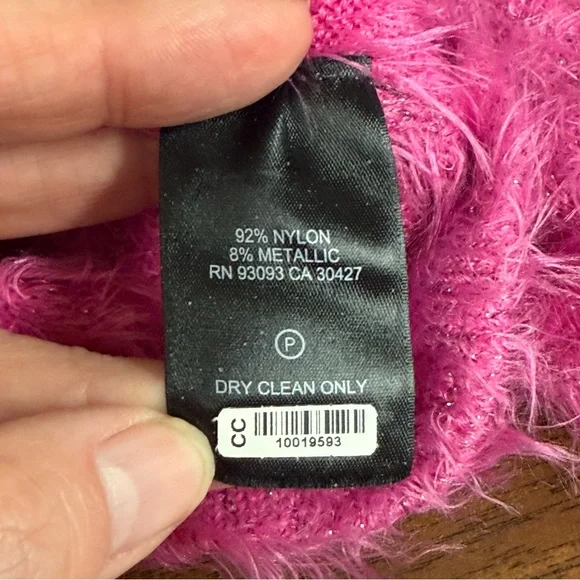 92% NYLON
8% METALLIC
RN 93093 CA 30427
P
DRY CLEAN ONLY
CC
10019593